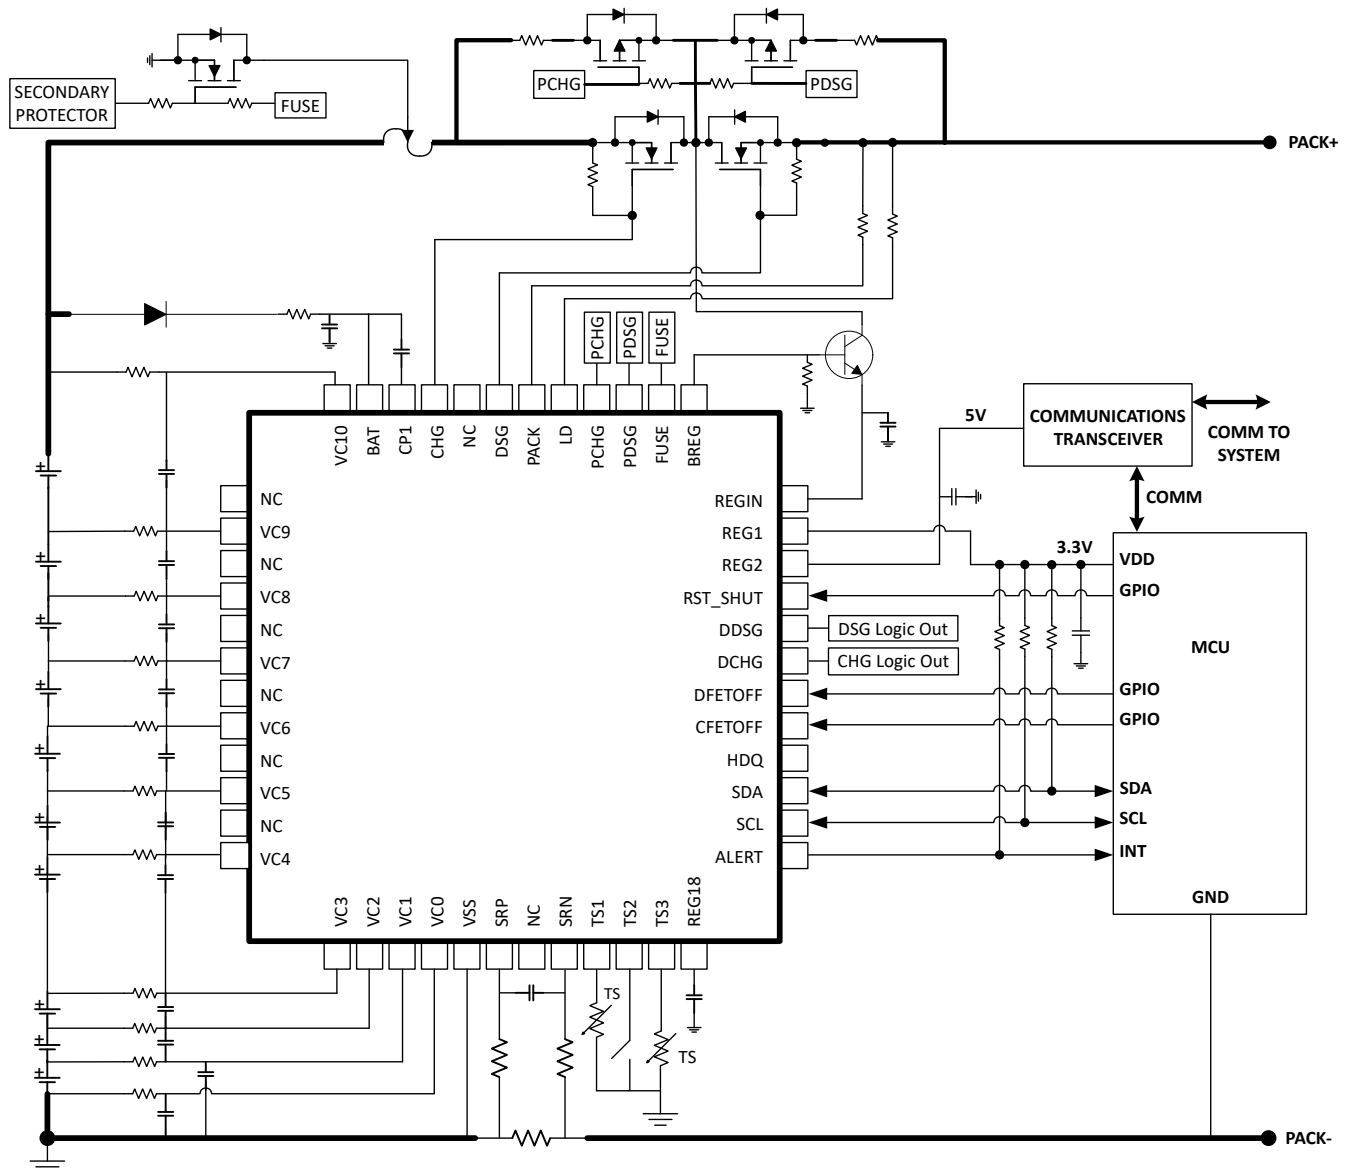 SECONDARY
PROTECTOR
FUSE
PCHG
PDSG
PACK+
PCHG
PDSG
FUSE
VC10
BAT
CP1
CHG
NC
DSG
PACK
LD
PCHG
PDSG
FUSE
BREG
5V
COMMUNICATIONS
TRANSCEIVER
COMM TO
SYSTEM
COMM
NC
VC9
NC
VC8
NC
VC7
NC
VC6
NC
VC5
NC
VC4
REGIN
REG1
REG2
RST_SHUT
DDSG
DCHG
DFETOFF
CFETOFF
HDQ
SDA
SCL
ALERT
DSG Logic Out
CHG Logic Out
3.3V
VDD
GPIO
MCU
GPIO
GPIO
SDA
SCL
INT
GND
VC3
VC2
VC1
VC0
VSS
SRP
NC
SRN
TS1
TS2
TS3
REG18
TS
TS
PACK-
+
+
+
+
+
+
+
+
+
+